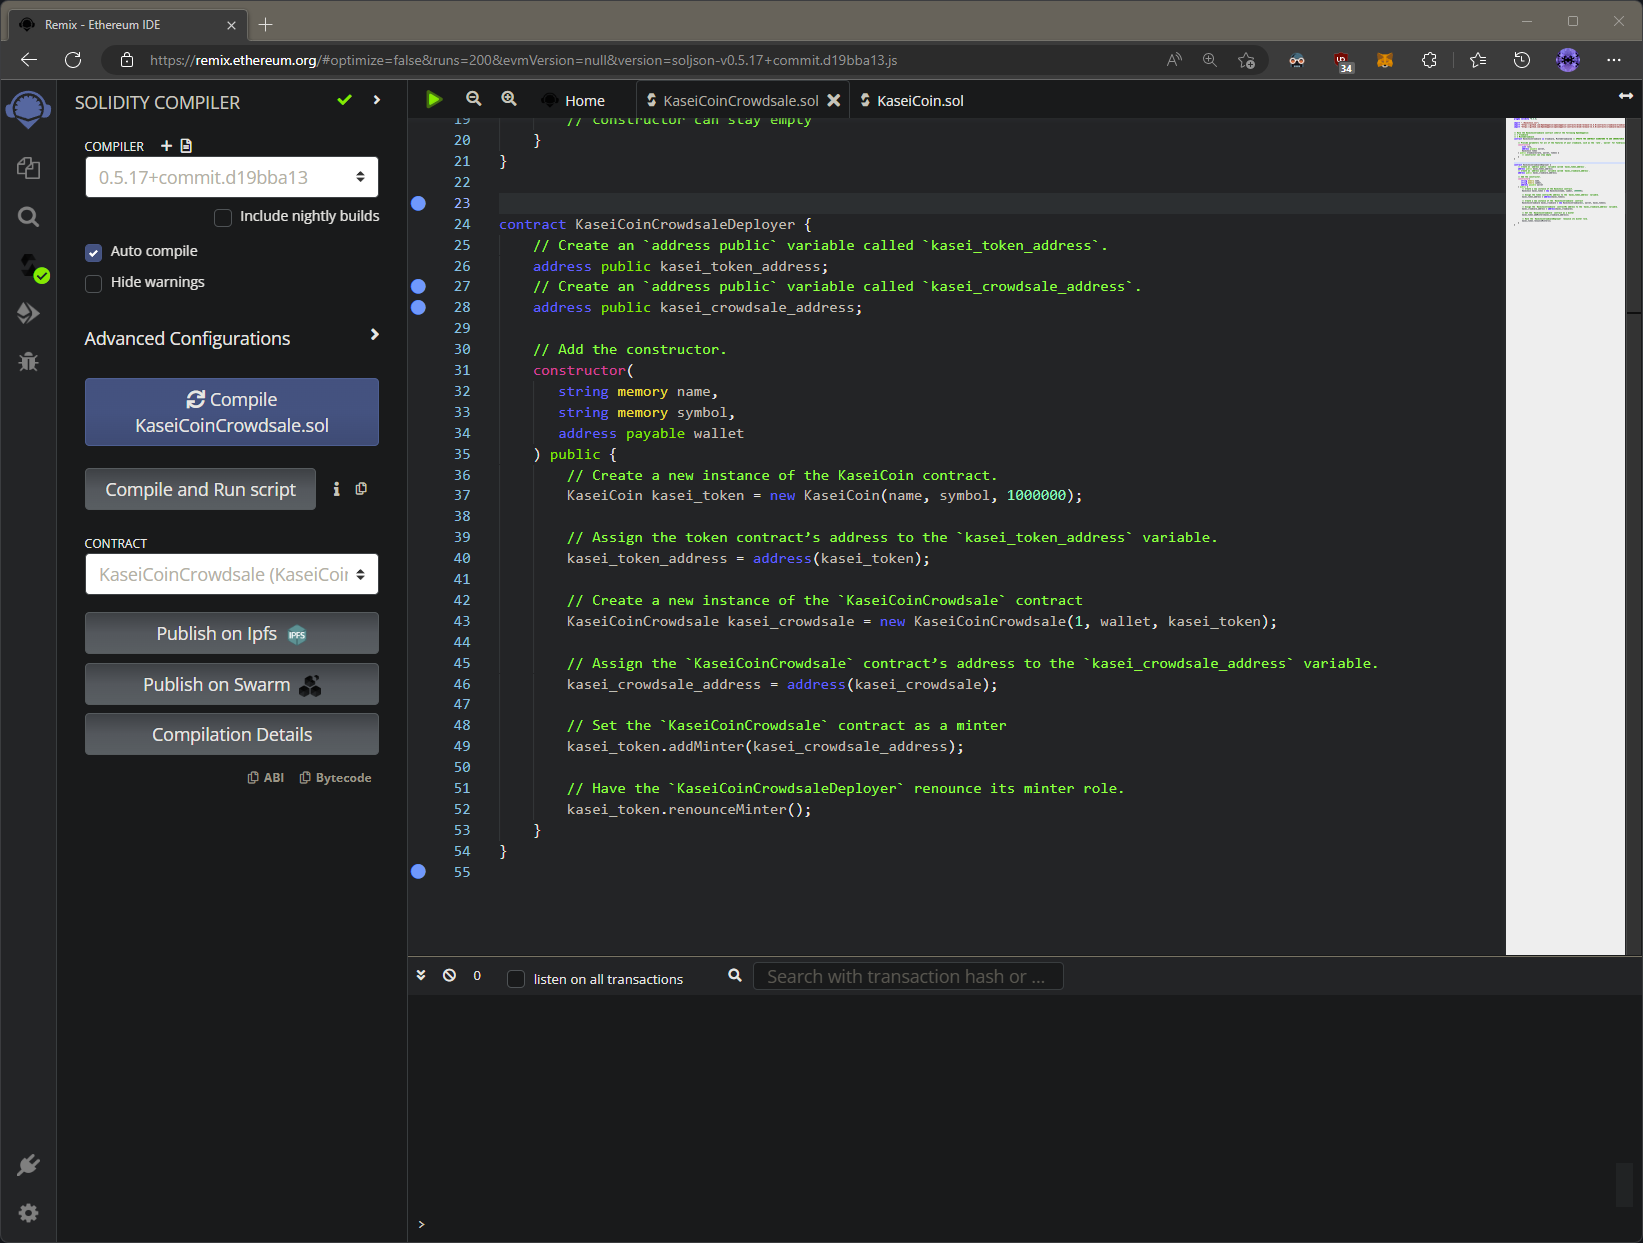 Remix - Ethereum IDE
https://remix.ethereum.org/#optimize=false&runs=200&evmVersion=null&version=soljson-v0.5.17+commit.d19bba13.js
34
SOLIDITY COMPILER
COMPILER
0.5.17+commit.d19bba13
Include nightly builds
Auto compile
Hide warnings
Advanced Configurations
Compile
KaseiCoinCrowdsale.sol
Compile and Run script
CONTRACT
KaseiCoinCrowdsale (KaseiCoir
Publish on Ipfs IPFS
Publish on Swarm
Compilation Details
ABI Bytecode
Home KaseiCoinCrowdsale.sol KaseiCoin.sol
19 // constructor can stay empty
20 }
21 }
22
23
24 contract KaseiCoinCrowdsaleDeployer {
25 // Create an `address public` variable called `kasei_token_address`.
26 address public kasei_token_address;
27 // Create an `address public` variable called `kasei_crowdsale_address`.
28 address public kasei_crowdsale_address;
29
30 // Add the constructor.
31 constructor(
32 string memory name,
33 string memory symbol,
34 address payable wallet
35 ) public {
36 // Create a new instance of the KaseiCoin contract.
37 KaseiCoin kasei_token = new KaseiCoin(name, symbol, 1000000);
38
39 // Assign the token contract’s address to the `kasei_token_address` variable.
40 kasei_token_address = address(kasei_token);
41
42 // Create a new instance of the `KaseiCoinCrowdsale` contract
43 KaseiCoinCrowdsale kasei_crowdsale = new KaseiCoinCrowdsale(1, wallet, kasei_token);
44
45 // Assign the `KaseiCoinCrowdsale` contract’s address to the `kasei_crowdsale_address` variable.
46 kasei_crowdsale_address = address(kasei_crowdsale);
47
48 // Set the `KaseiCoinCrowdsale` contract as a minter
49 kasei_token.addMinter(kasei_crowdsale_address);
50
51 // Have the `KaseiCoinCrowdsaleDeployer` renounce its minter role.
52 kasei_token.renounceMinter();
53 }
54 }
55
0 listen on all transactions Search with transaction hash or ...
>